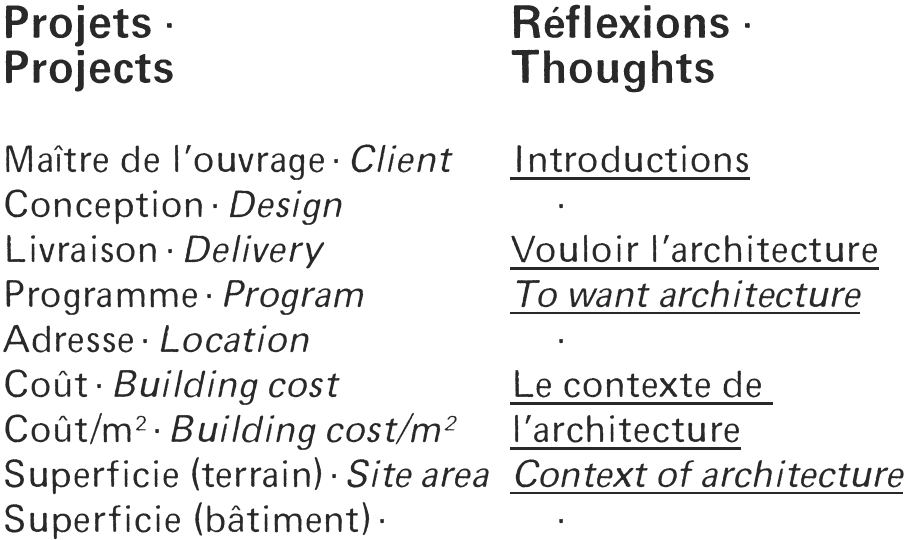 Projets ·
Projects
Maître de l'ouvrage · Client
Conception · Design
Livraison · Delivery
Programme · Program
Adresse · Location
Coût · Building cost
Coût/m² · Building cost/m²
Superficie (terrain) · Site area
Superficie (bâtiment) ·
Réflexions ·
Thoughts
Introductions
·
Vouloir l'architecture
To want architecture
·
Le contexte de
l'architecture
Context of architecture
·